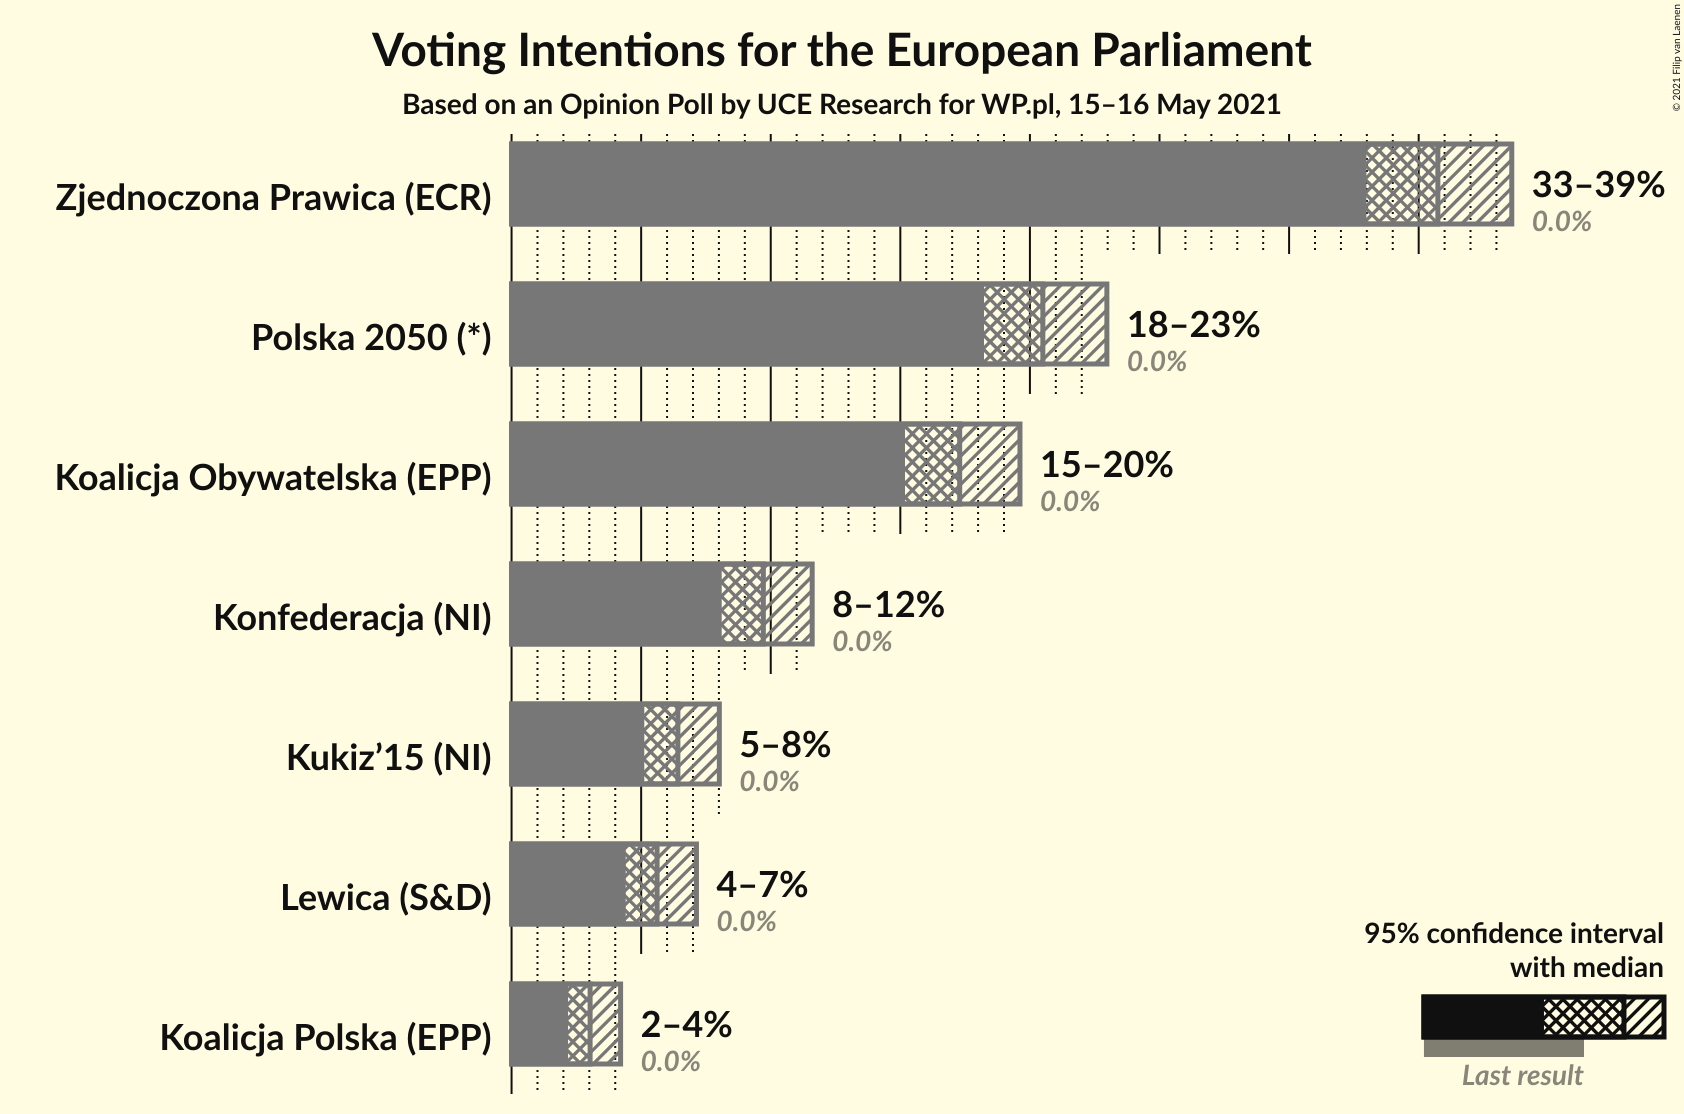 Voting Intentions for the European Parliament
Based on an Opinion Poll by UCE Research for WP.pl, 15–16 May 2021
© 2021 Filip van Laenen
Zjednoczona Prawica (ECR)
33–39%
0.0%
Polska 2050 (*)
18–23%
0.0%
Koalicja Obywatelska (EPP)
15–20%
0.0%
Konfederacja (NI)
8–12%
0.0%
Kukiz’15 (NI)
5–8%
0.0%
Lewica (S&D)
4–7%
0.0%
Koalicja Polska (EPP)
2–4%
0.0%
95% confidence interval
with median
Last result